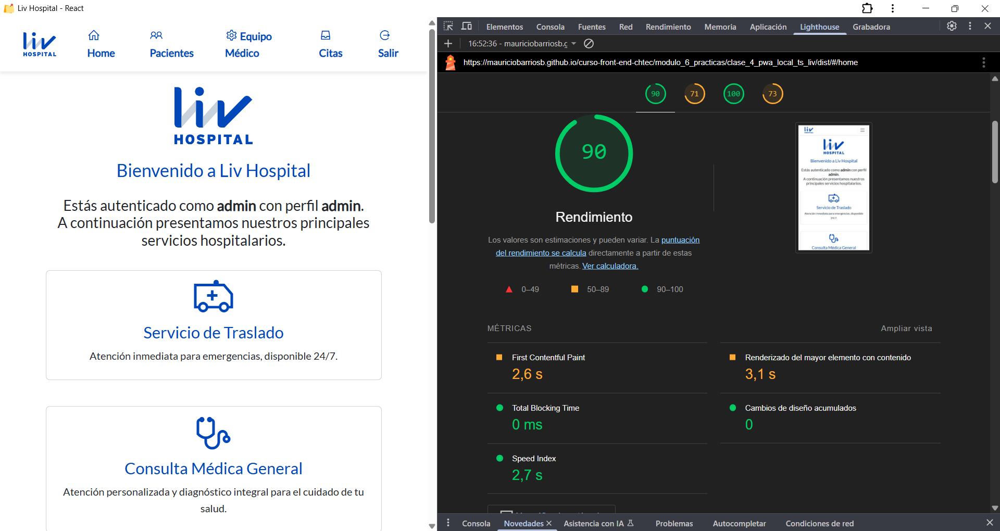 Liv Hospital - React
liv
HOSPITAL
Home
Pacientes
Equipo
Médico
Citas
Salir
liv
HOSPITAL
Bienvenido a Liv Hospital
Estás autenticado como admin con perfil admin.
A continuación presentamos nuestros principales
servicios hospitalarios.
Servicio de Traslado
Atención inmediata para emergencias, disponible 24/7.
Consulta Médica General
Atención personalizada y diagnóstico integral para el cuidado de tu
salud.
Elementos Consola Fuentes Red Rendimiento Memoria Aplicación Lighthouse Grabadora
16:52:36 - mauriciobarriosb.g
https://mauriciobarriosb.github.io/curso-front-end-chtec/modulo_6_practicas/clase_4_pwa_local_ts_liv/dist/#/home
90 71 100 73
90
Rendimiento
Los valores son estimaciones y pueden variar. La puntuación
del rendimiento se calcula directamente a partir de estas
métricas. Ver calculadora.
0–49 50–89 90–100
liv
HOSPITAL
liv
HOSPITAL
Bienvenido a Liv Hospital
Estás autenticado como admin con perfil
admin.
A continuación presentamos nuestros
principales servicios hospitalarios.
Servicio de Traslado
Atención inmediata para emergencias, disponible
24/7.
Consulta Médica General
MÉTRICAS
Ampliar vista
First Contentful Paint
2,6 s
Renderizado del mayor elemento con contenido
3,1 s
Total Blocking Time
0 ms
Cambios de diseño acumulados
0
Speed Index
2,7 s
Consola Novedades Asistencia con IA Problemas Autocompletar Condiciones de red